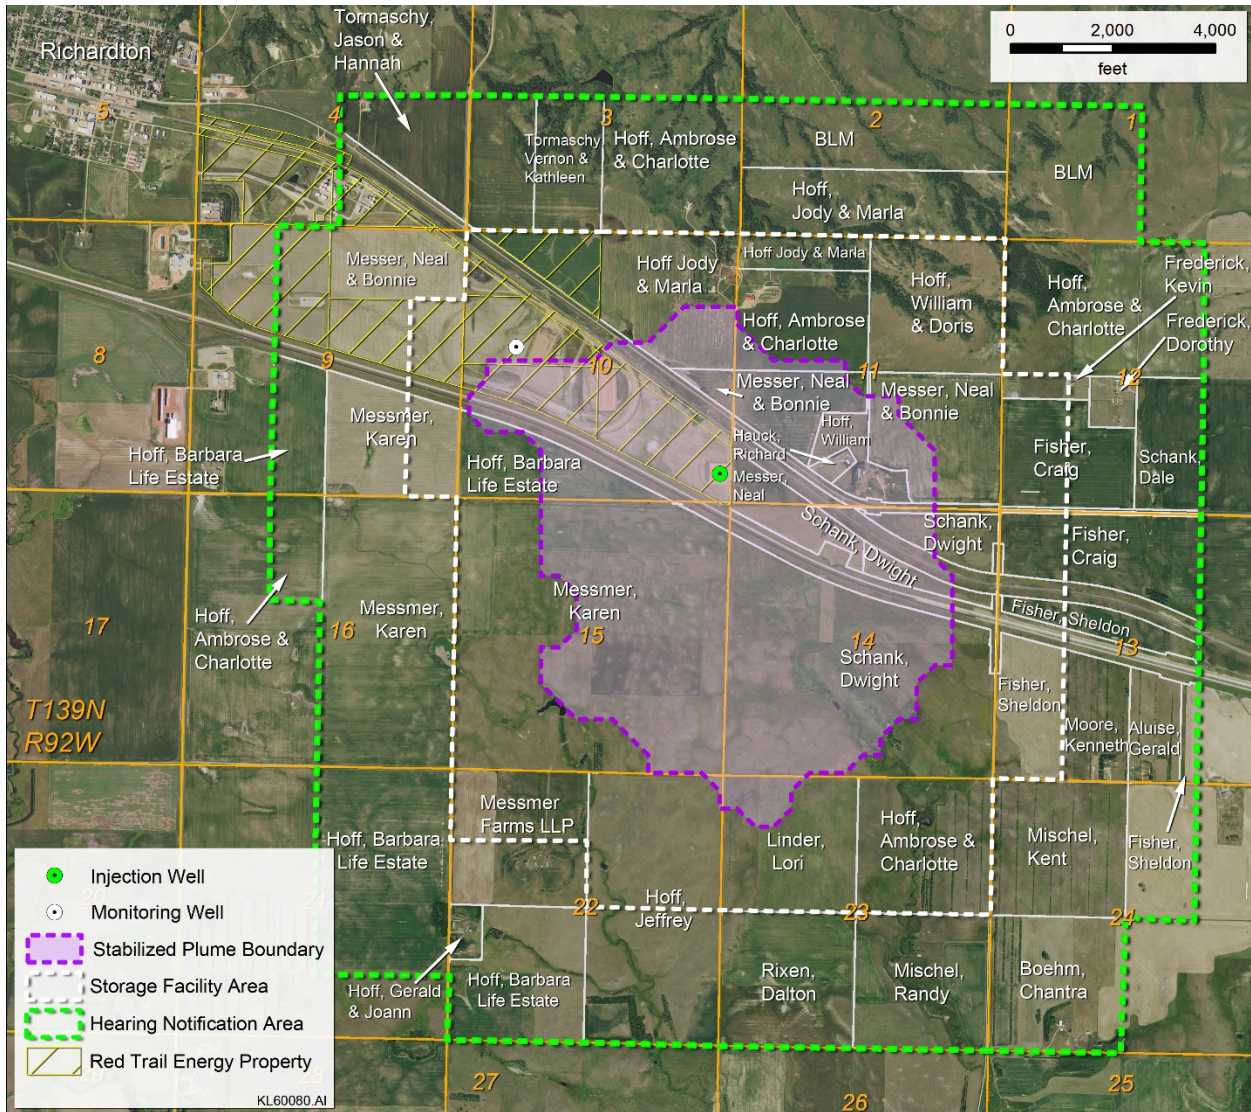 Richardton
Tormaschy,
Jason &
Hannah
0
2,000
4,000
feet
5
4
3
2
1
Tormaschy
Vernon &
Kathleen
Hoff, Ambrose
& Charlotte
BLM
BLM
Hoff,
Jody & Marla
Messer, Neal
& Bonnie
Hoff Jody
& Marla
Hoff Jody & Marla
Hoff,
William
& Doris
Hoff,
Ambrose &
Charlotte
Frederick,
Kevin
Frederick,
Dorothy
Hoff, Ambrose
& Charlotte
8
9
10
11
12
Messer, Neal
& Bonnie
Messer, Neal
& Bonnie
Messmer,
Karen
Hoff, Barbara
Life Estate
Hoff, Barbara
Life Estate
Hauck,
Richard
Hoff,
William
Messer,
Neal
Fisher,
Craig
Schank,
Dale
Schank, Dwight
Schank,
Dwight
Fisher,
Craig
Hoff,
Ambrose &
Charlotte
Messmer,
Karen
Messmer,
Karen
Fisher, Sheldon
17
16
15
14
13
Schank,
Dwight
Fisher,
Sheldon
T139N
R92W
Moore,
Kenneth
Aluise,
Gerald
Messmer
Farms LLP
Hoff, Barbara
Life Estate
Linder,
Lori
Hoff,
Ambrose &
Charlotte
Mischel,
Kent
Fisher,
Sheldon
Hoff,
Jeffrey
20
21
22
23
24
Hoff, Gerald
& Joann
Hoff, Barbara
Life Estate
Rixen,
Dalton
Mischel,
Randy
Boehm,
Chantra
29
28
27
26
25
Injection Well
Monitoring Well
Stabilized Plume Boundary
Storage Facility Area
Hearing Notification Area
Red Trail Energy Property
KL60080.AI